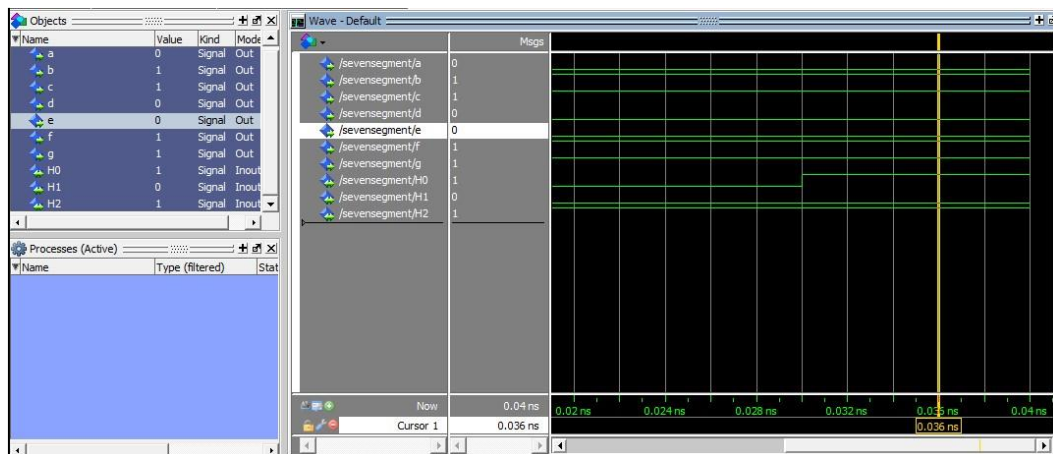 Objects
Name Value Kind Mode
a 0 Signal Out
b 1 Signal Out
c 1 Signal Out
d 0 Signal Out
e 0 Signal Out
f 1 Signal Out
g 1 Signal Out
H0 1 Signal Inout
H1 0 Signal Inout
H2 1 Signal Inout
Processes (Active)
Name Type (filtered) Stat
Wave - Default
Msgs
/sevensegment/a 0
/sevensegment/b 1
/sevensegment/c 1
/sevensegment/d 0
/sevensegment/e 0
/sevensegment/f 1
/sevensegment/g 1
/sevensegment/H0 1
/sevensegment/H1 0
/sevensegment/H2 1
Now 0.04 ns 0.02 ns 0.024 ns 0.028 ns 0.032 ns 0.036 ns 0.04 ns
Cursor 1 0.036 ns 0.036 ns